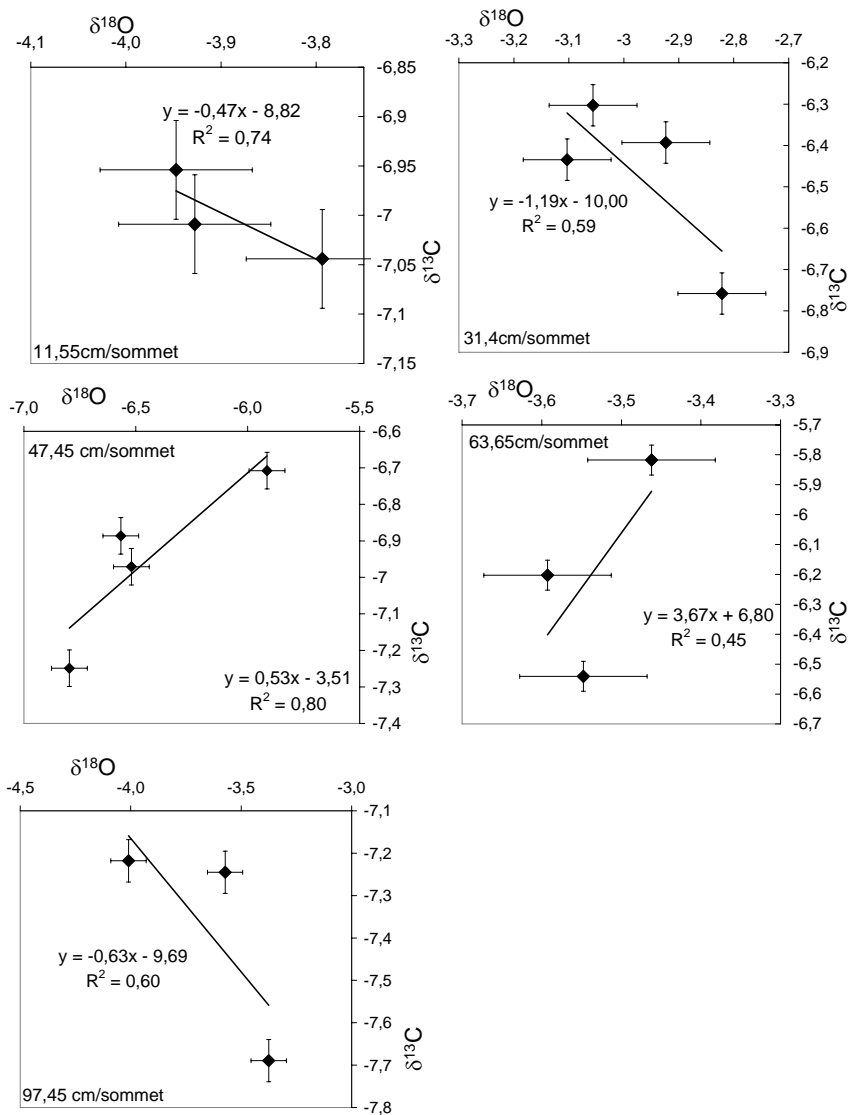 δ¹⁸O
-4,1 -4,0 -3,9 -3,8
-6,85
-6,9
-6,95
-7
-7,05
-7,1
-7,15
δ¹³C
y = -0,47x - 8,82
R² = 0,74
11,55cm/sommet
δ¹⁸O
-3,3 -3,2 -3,1 -3 -2,9 -2,8 -2,7
-6,2
-6,3
-6,4
-6,5
-6,6
-6,7
-6,8
-6,9
δ¹³C
y = -1,19x - 10,00
R² = 0,59
31,4cm/sommet
δ¹⁸O
-7,0 -6,5 -6,0 -5,5
47,45 cm/sommet
-6,6
-6,7
-6,8
-6,9
-7
-7,1
-7,2
-7,3
-7,4
δ¹³C
y = 0,53x - 3,51
R² = 0,80
δ¹⁸O
-3,7 -3,6 -3,5 -3,4 -3,3
63,65cm/sommet
-5,7
-5,8
-5,9
-6
-6,1
-6,2
-6,3
-6,4
-6,5
-6,6
-6,7
δ¹³C
y = 3,67x + 6,80
R² = 0,45
δ¹⁸O
-4,5 -4,0 -3,5 -3,0
-7,1
-7,2
-7,3
-7,4
-7,5
-7,6
-7,7
-7,8
δ¹³C
y = -0,63x - 9,69
R² = 0,60
97,45 cm/sommet